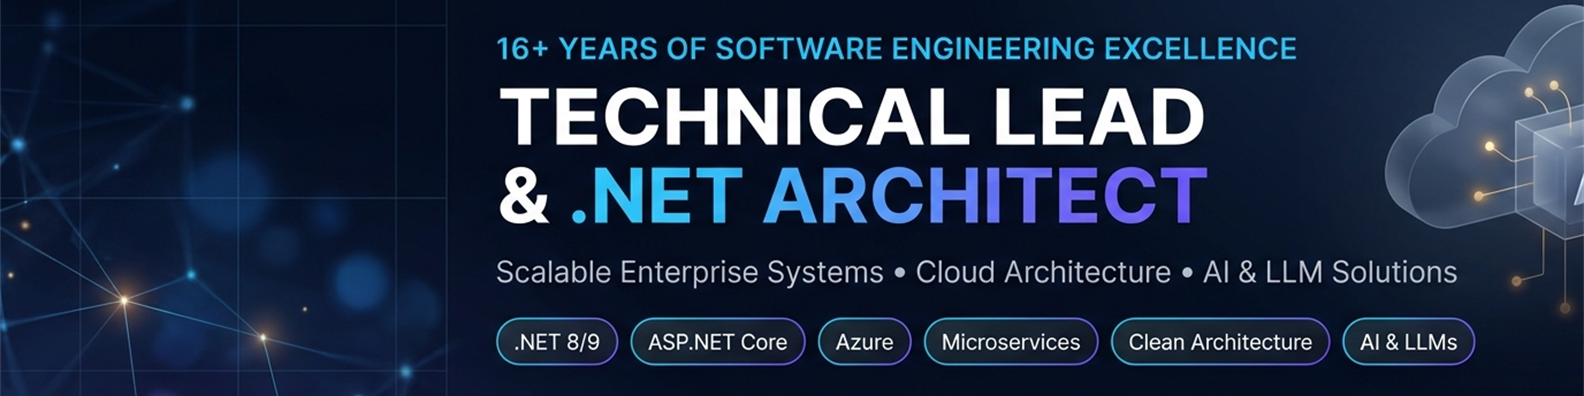 16+ YEARS OF SOFTWARE ENGINEERING EXCELLENCE
TECHNICAL LEAD
& .NET ARCHITECT
Scalable Enterprise Systems • Cloud Architecture • AI & LLM Solutions
.NET 8/9 ASP.NET Core Azure Microservices Clean Architecture AI & LLMs